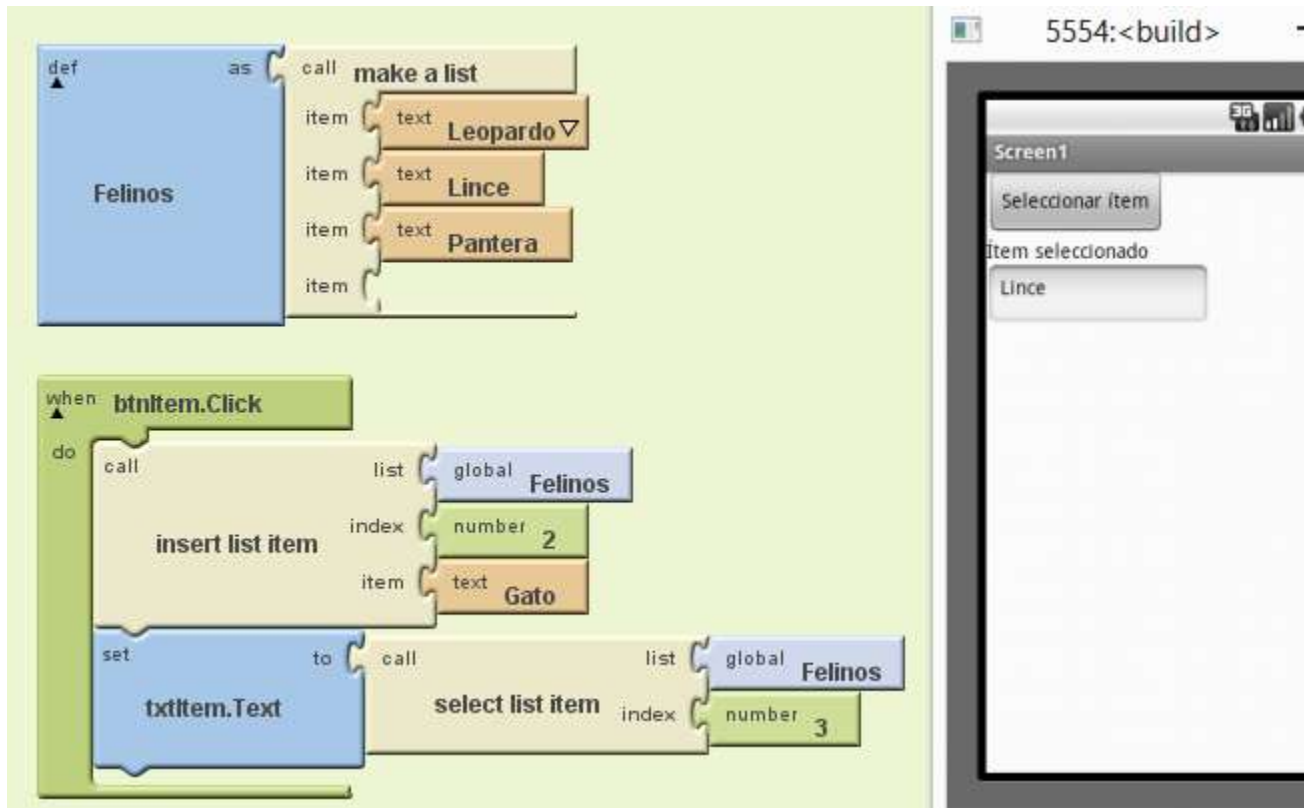 def as call make a list
item text Leopardo
item text Lince
Felinos
item text Pantera
item
when btnItem.Click
do
call list global Felinos
index number 2
insert list item
item text Gato
set to call list global Felinos
txtItem.Text select list item index number 3
5554:<build>
3G
Screen1
Seleccionar ítem
Ítem seleccionado
Lince